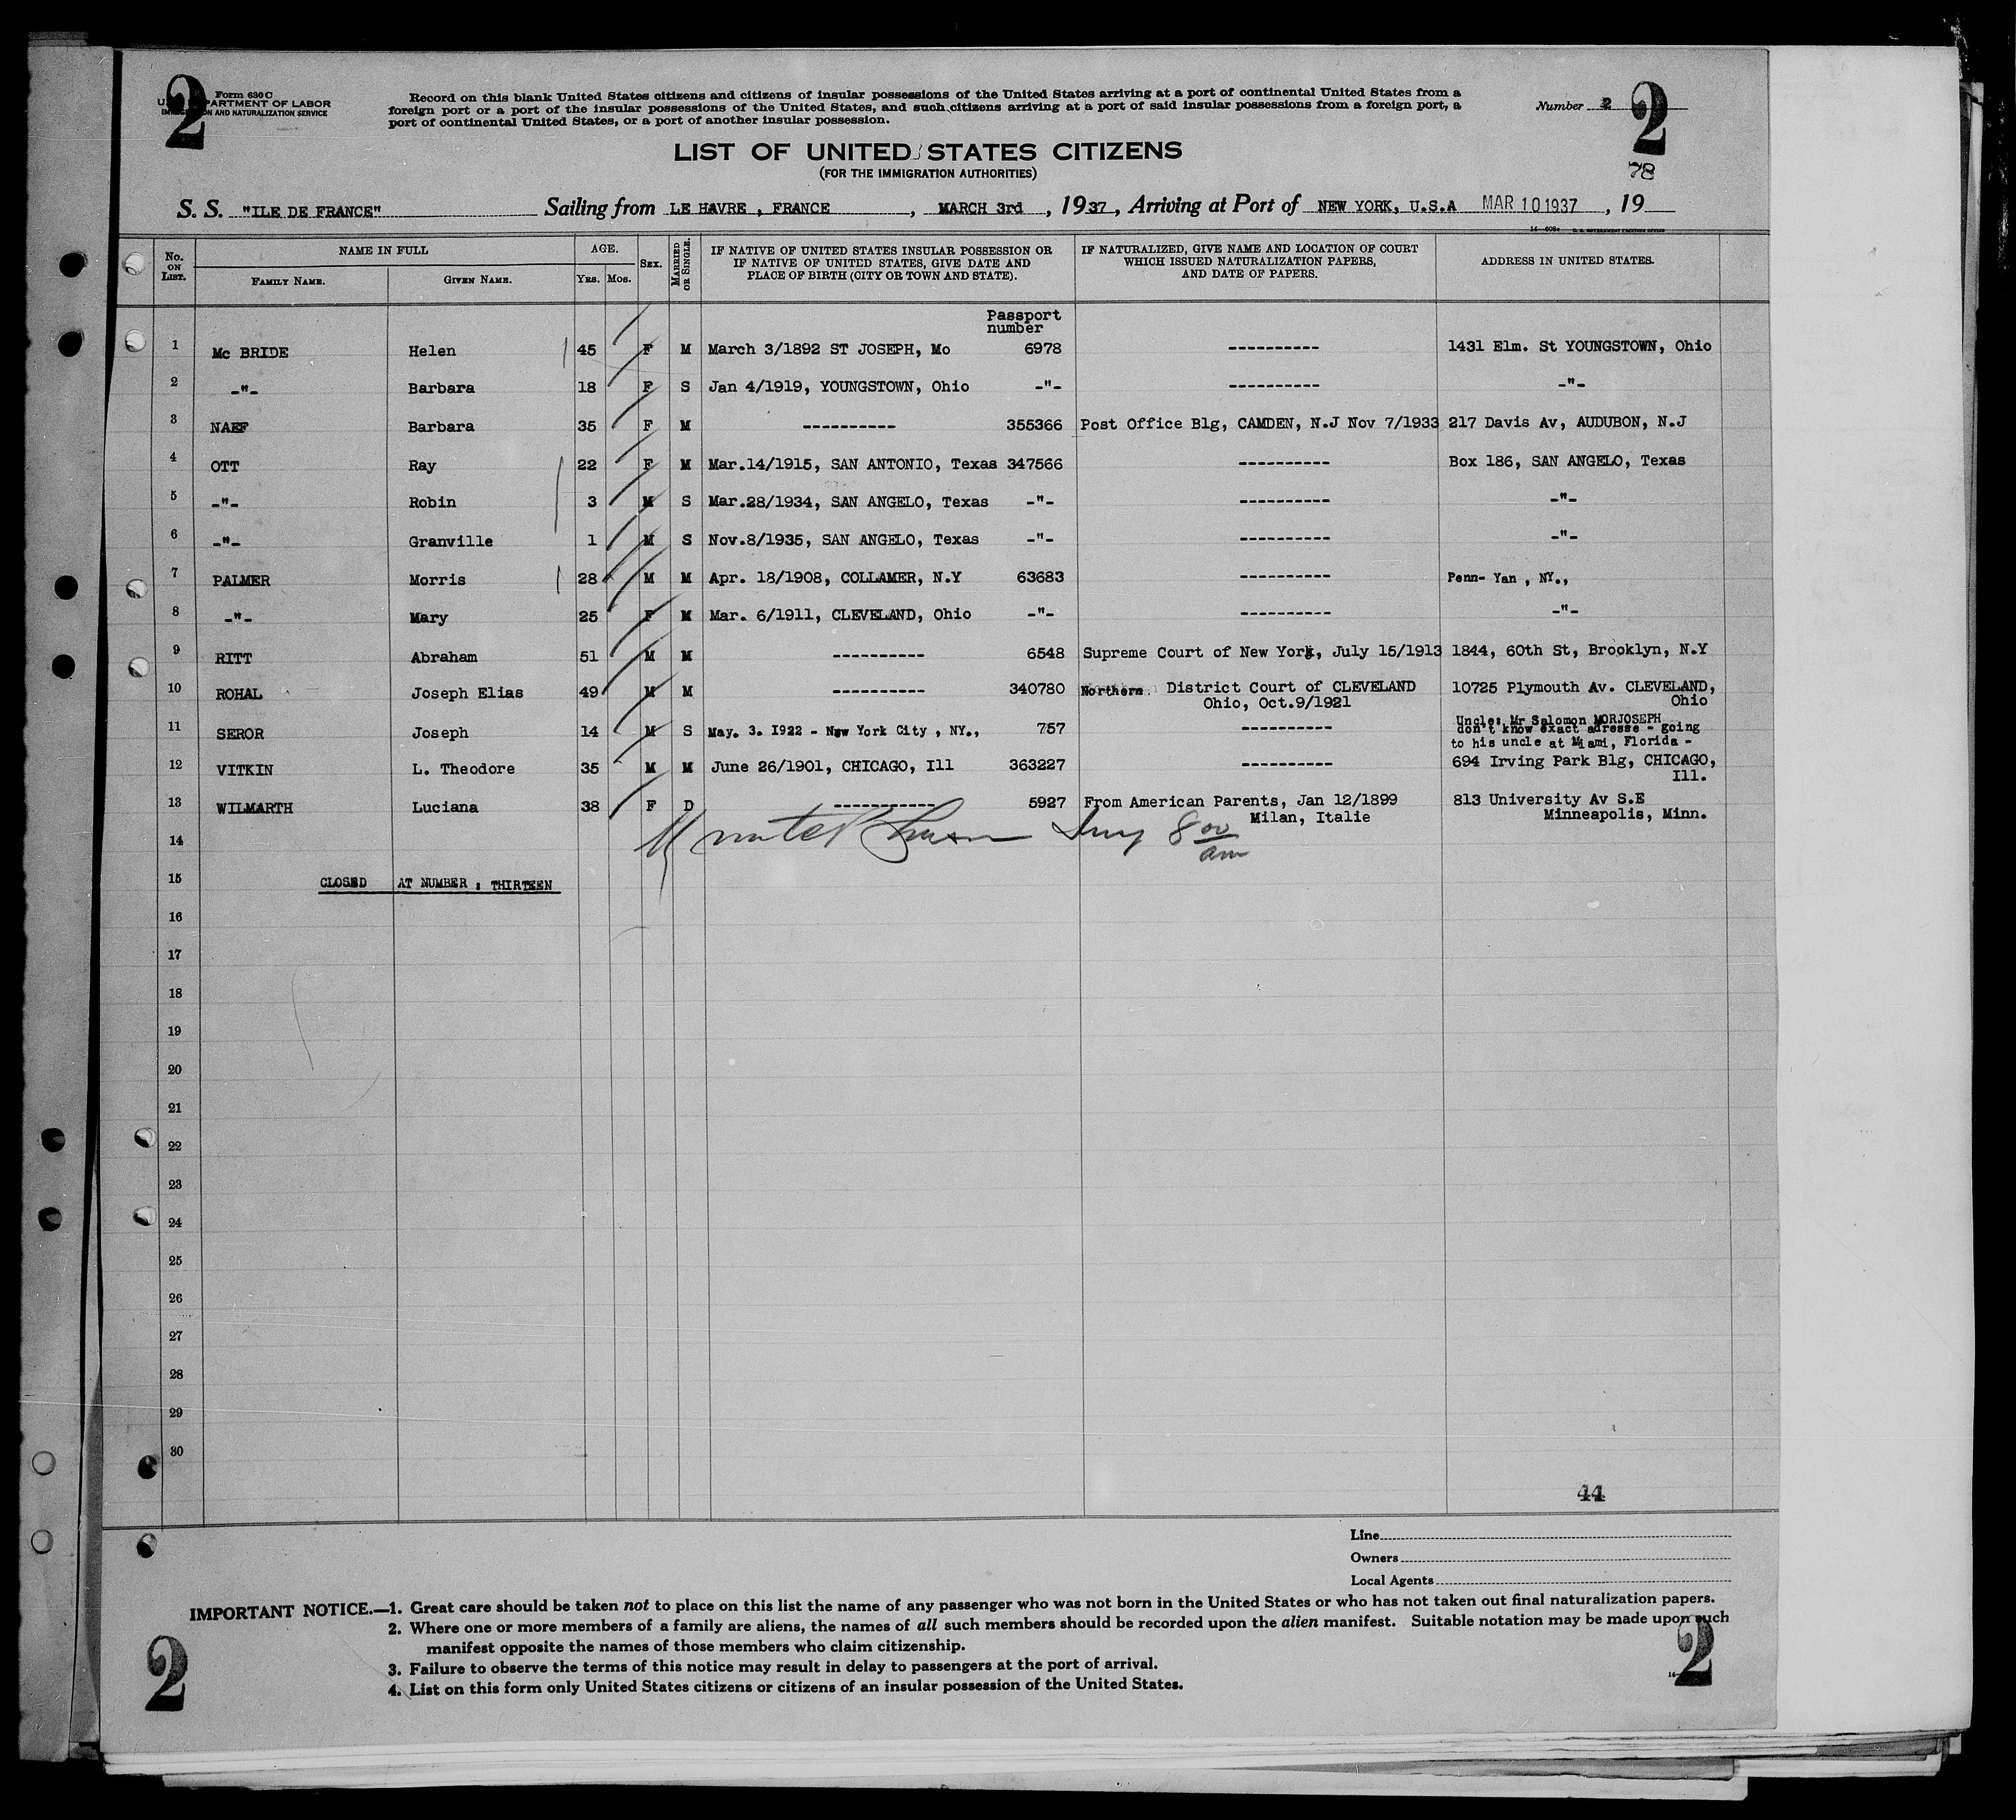 2
2
Form 630 C
U. S. DEPARTMENT OF LABOR
IMMIGRATION AND NATURALIZATION SERVICE
Record on this blank United States citizens and citizens of insular possessions of the United States arriving at a port of continental United States from a
foreign port or a port of the insular possessions of the United States, and such citizens arriving at a port of said insular possessions from a foreign port, a
port of continental United States, or a port of another insular possession.
Number 2
LIST OF UNITED STATES CITIZENS
(FOR THE IMMIGRATION AUTHORITIES)
78
S. S. "ILE DE FRANCE" Sailing from LE HAVRE , FRANCE , MARCH 3rd , 1937 , Arriving at Port of NEW YORK, U.S.A MAR 10 1937 , 19
No. ON LIST. NAME IN FULL AGE. SEX. MARRIED OR SINGLE. IF NATIVE OF UNITED STATES INSULAR POSSESSION OR IF NATIVE OF UNITED STATES, GIVE DATE AND PLACE OF BIRTH (CITY OR TOWN AND STATE). IF NATURALIZED, GIVE NAME AND LOCATION OF COURT WHICH ISSUED NATURALIZATION PAPERS, AND DATE OF PAPERS. ADDRESS IN UNITED STATES.
FAMILY NAME. GIVEN NAME. YRS. MOS.
Passport
number
1 Mc BRIDE Helen 45 F M March 3/1892 ST JOSEPH, Mo 6978 ---------- 1431 Elm. St YOUNGSTOWN, Ohio
2 -"- Barbara 18 F S Jan 4/1919, YOUNGSTOWN, Ohio -"- ---------- -"-
3 NAEF Barbara 35 F M ---------- 355366 Post Office Blg, CAMDEN, N.J Nov 7/1933 217 Davis Av, AUDUBON, N.J
4 OTT Ray 22 F M Mar.14/1915, SAN ANTONIO, Texas 347566 ---------- Box 186, SAN ANGELO, Texas
5 -"- Robin 3 M S Mar.28/1934, SAN ANGELO, Texas -"- ---------- -"-
6 -"- Granville 1 M S Nov.8/1935, SAN ANGELO, Texas -"- ---------- -"-
7 PALMER Morris 28 M M Apr. 18/1908, COLLAMER, N.Y 63683 ---------- Penn- Yan , NY.,
8 -"- Mary 25 F M Mar. 6/1911, CLEVELAND, Ohio -"- ---------- -"-
9 RITT Abraham 51 M M ---------- 6548 Supreme Court of New York, July 15/1913 1844, 60th St, Brooklyn, N.Y
10 ROHAL Joseph Elias 49 M M ---------- 340780 Northern District Court of CLEVELAND 10725 Plymouth Av. CLEVELAND,
Ohio, Oct.9/1921 Ohio
11 SEROR Joseph 14 M S May. 3. I922 - New York City , NY., 757 ---------- Uncle: Mr Salomon MORJOSEPH
don't know exact adresse - going
to his uncle at Miami, Florida -
12 VITKIN L. Theodore 35 M M June 26/1901, CHICAGO, Ill 363227 ---------- 694 Irving Park Blg, CHICAGO,
Ill.
13 WILMARTH Luciana 38 F D ----------- 5927 From American Parents, Jan 12/1899 813 University Av S.E
Milan, Italie Minneapolis, Minn.
8 00
am
14
15 CLOSED AT NUMBER : THIRTEEN
16
17
18
19
20
21
22
23
24
25
26
27
28
29
30
44
Line
Owners
Local Agents
IMPORTANT NOTICE.—1. Great care should be taken not to place on this list the name of any passenger who was not born in the United States or who has not taken out final naturalization papers.
2. Where one or more members of a family are aliens, the names of all such members should be recorded upon the alien manifest. Suitable notation may be made upon such
manifest opposite the names of those members who claim citizenship.
3. Failure to observe the terms of this notice may result in delay to passengers at the port of arrival.
4. List on this form only United States citizens or citizens of an insular possession of the United States.
2
2